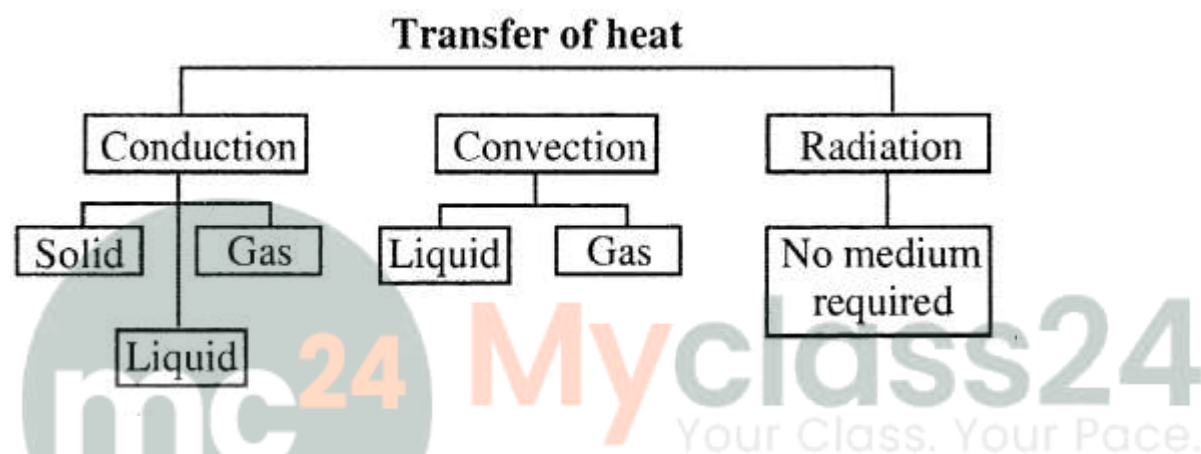 Transfer of heat
Conduction
Convection
Radiation
Solid
Gas
Liquid
Gas
No medium
required
Liquid
mc24
Myclass24
Your Class. Your Pace.